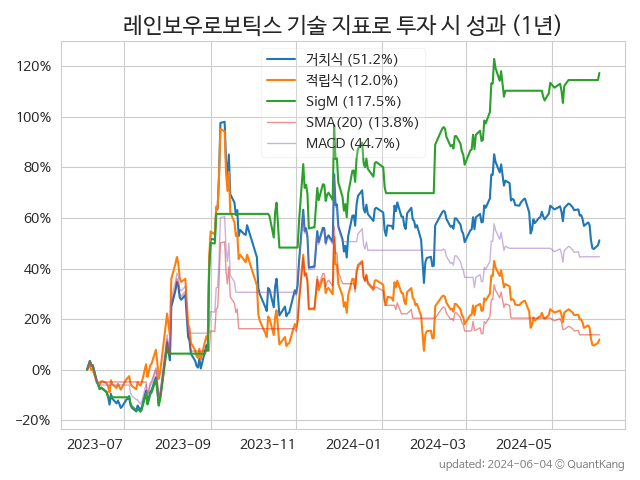 레인보우로보틱스 기술 지표로 투자 시 성과 (1년)
거치식 (51.2%)
적립식 (12.0%)
SigM (117.5%)
SMA(20) (13.8%)
MACD (44.7%)
120%
100%
80%
60%
40%
20%
0%
−20%
2023-07 2023-09 2023-11 2024-01 2024-03 2024-05
updated: 2024-06-04 © QuantKang